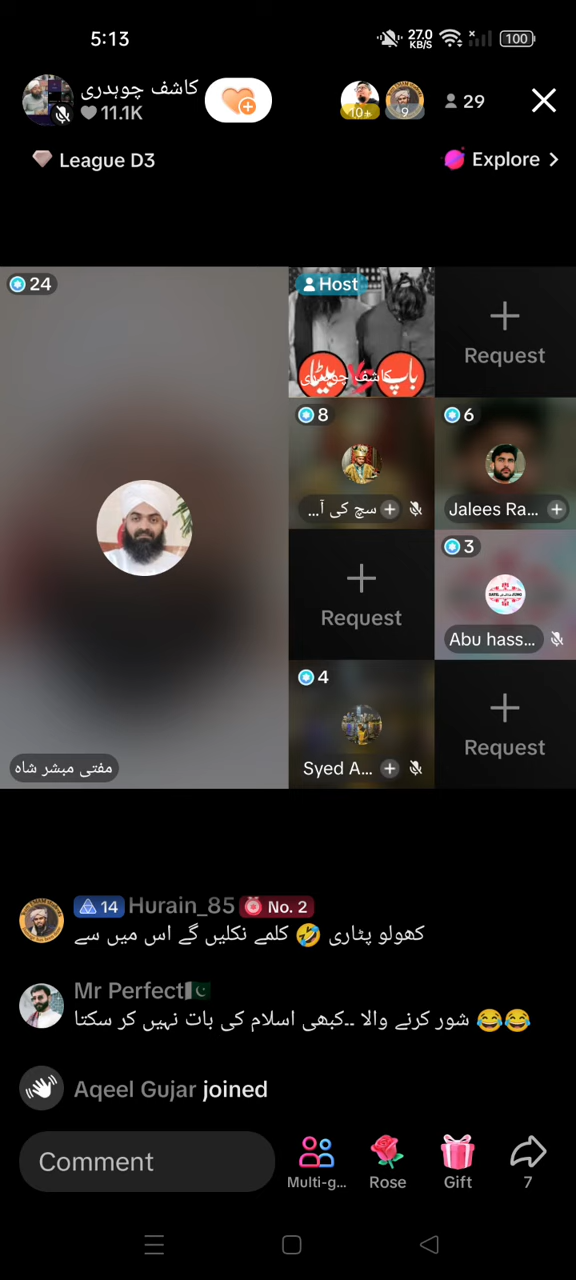 5:13
27.0
KB/S
100
کاشف چوہدری
11.1K
10+
9
29
League D3
Explore
24
Host
باپ
بیٹا
کاشف چوہدری
Request
8
سچ کی آ...
6
Jalees Ra...
Request
3
Abu hass...
4
Syed A...
Request
مفتی مبشر شاہ
14 Hurain_85 No. 2
کھولو پٹاری 🤣 کلمے نکلیں گے اس میں سے
Mr Perfect🇵🇰
شور کرنے والا ۔۔کبھی اسلام کی بات نہیں کر سکتا 😂😂
Aqeel Gujar joined
Comment
Multi-g...
Rose
Gift
7